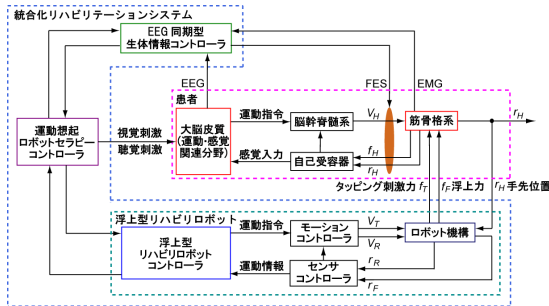 統合化リハビリテーションシステム
EEG 同期型
生体情報コントローラ
EEG
FES
EMG
患者
大脳皮質
(運動・感覚
関連分野)
運動指令
脳幹脊髄系
V_H
筋骨格系
r_H
感覚入力
自己受容器
f_H
r_H
運動想起
ロボットセラピー
コントローラ
視覚刺激
聴覚刺激
タッピング刺激力 f_T
f_F 浮上力
r_H 手先位置
浮上型リハビリロボット
浮上型
リハビリロボット
コントローラ
運動指令
モーション
コントローラ
V_T
V_R
ロボット機構
運動情報
センサ
コントローラ
r_R
r_F